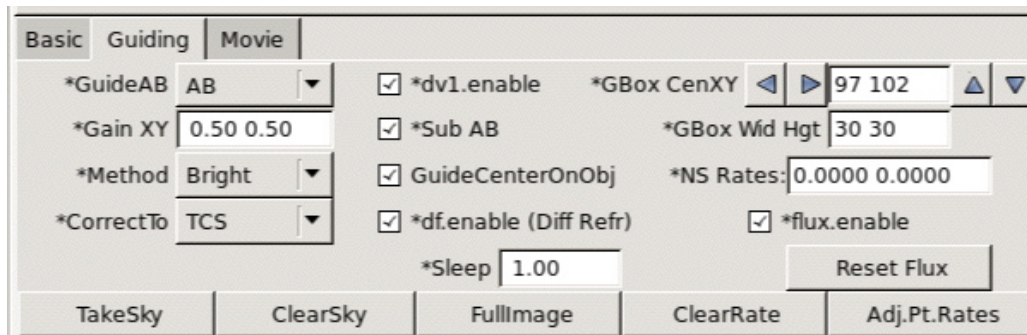 Basic Guiding Movie
*GuideAB AB *dv1.enable *GBox CenXY 97 102
*Gain XY 0.50 0.50 *Sub AB *GBox Wid Hgt 30 30
*Method Bright GuideCenterOnObj *NS Rates: 0.0000 0.0000
*CorrectTo TCS *df.enable (Diff Refr) *flux.enable
*Sleep 1.00 Reset Flux
TakeSky ClearSky FullImage ClearRate Adj.Pt.Rates